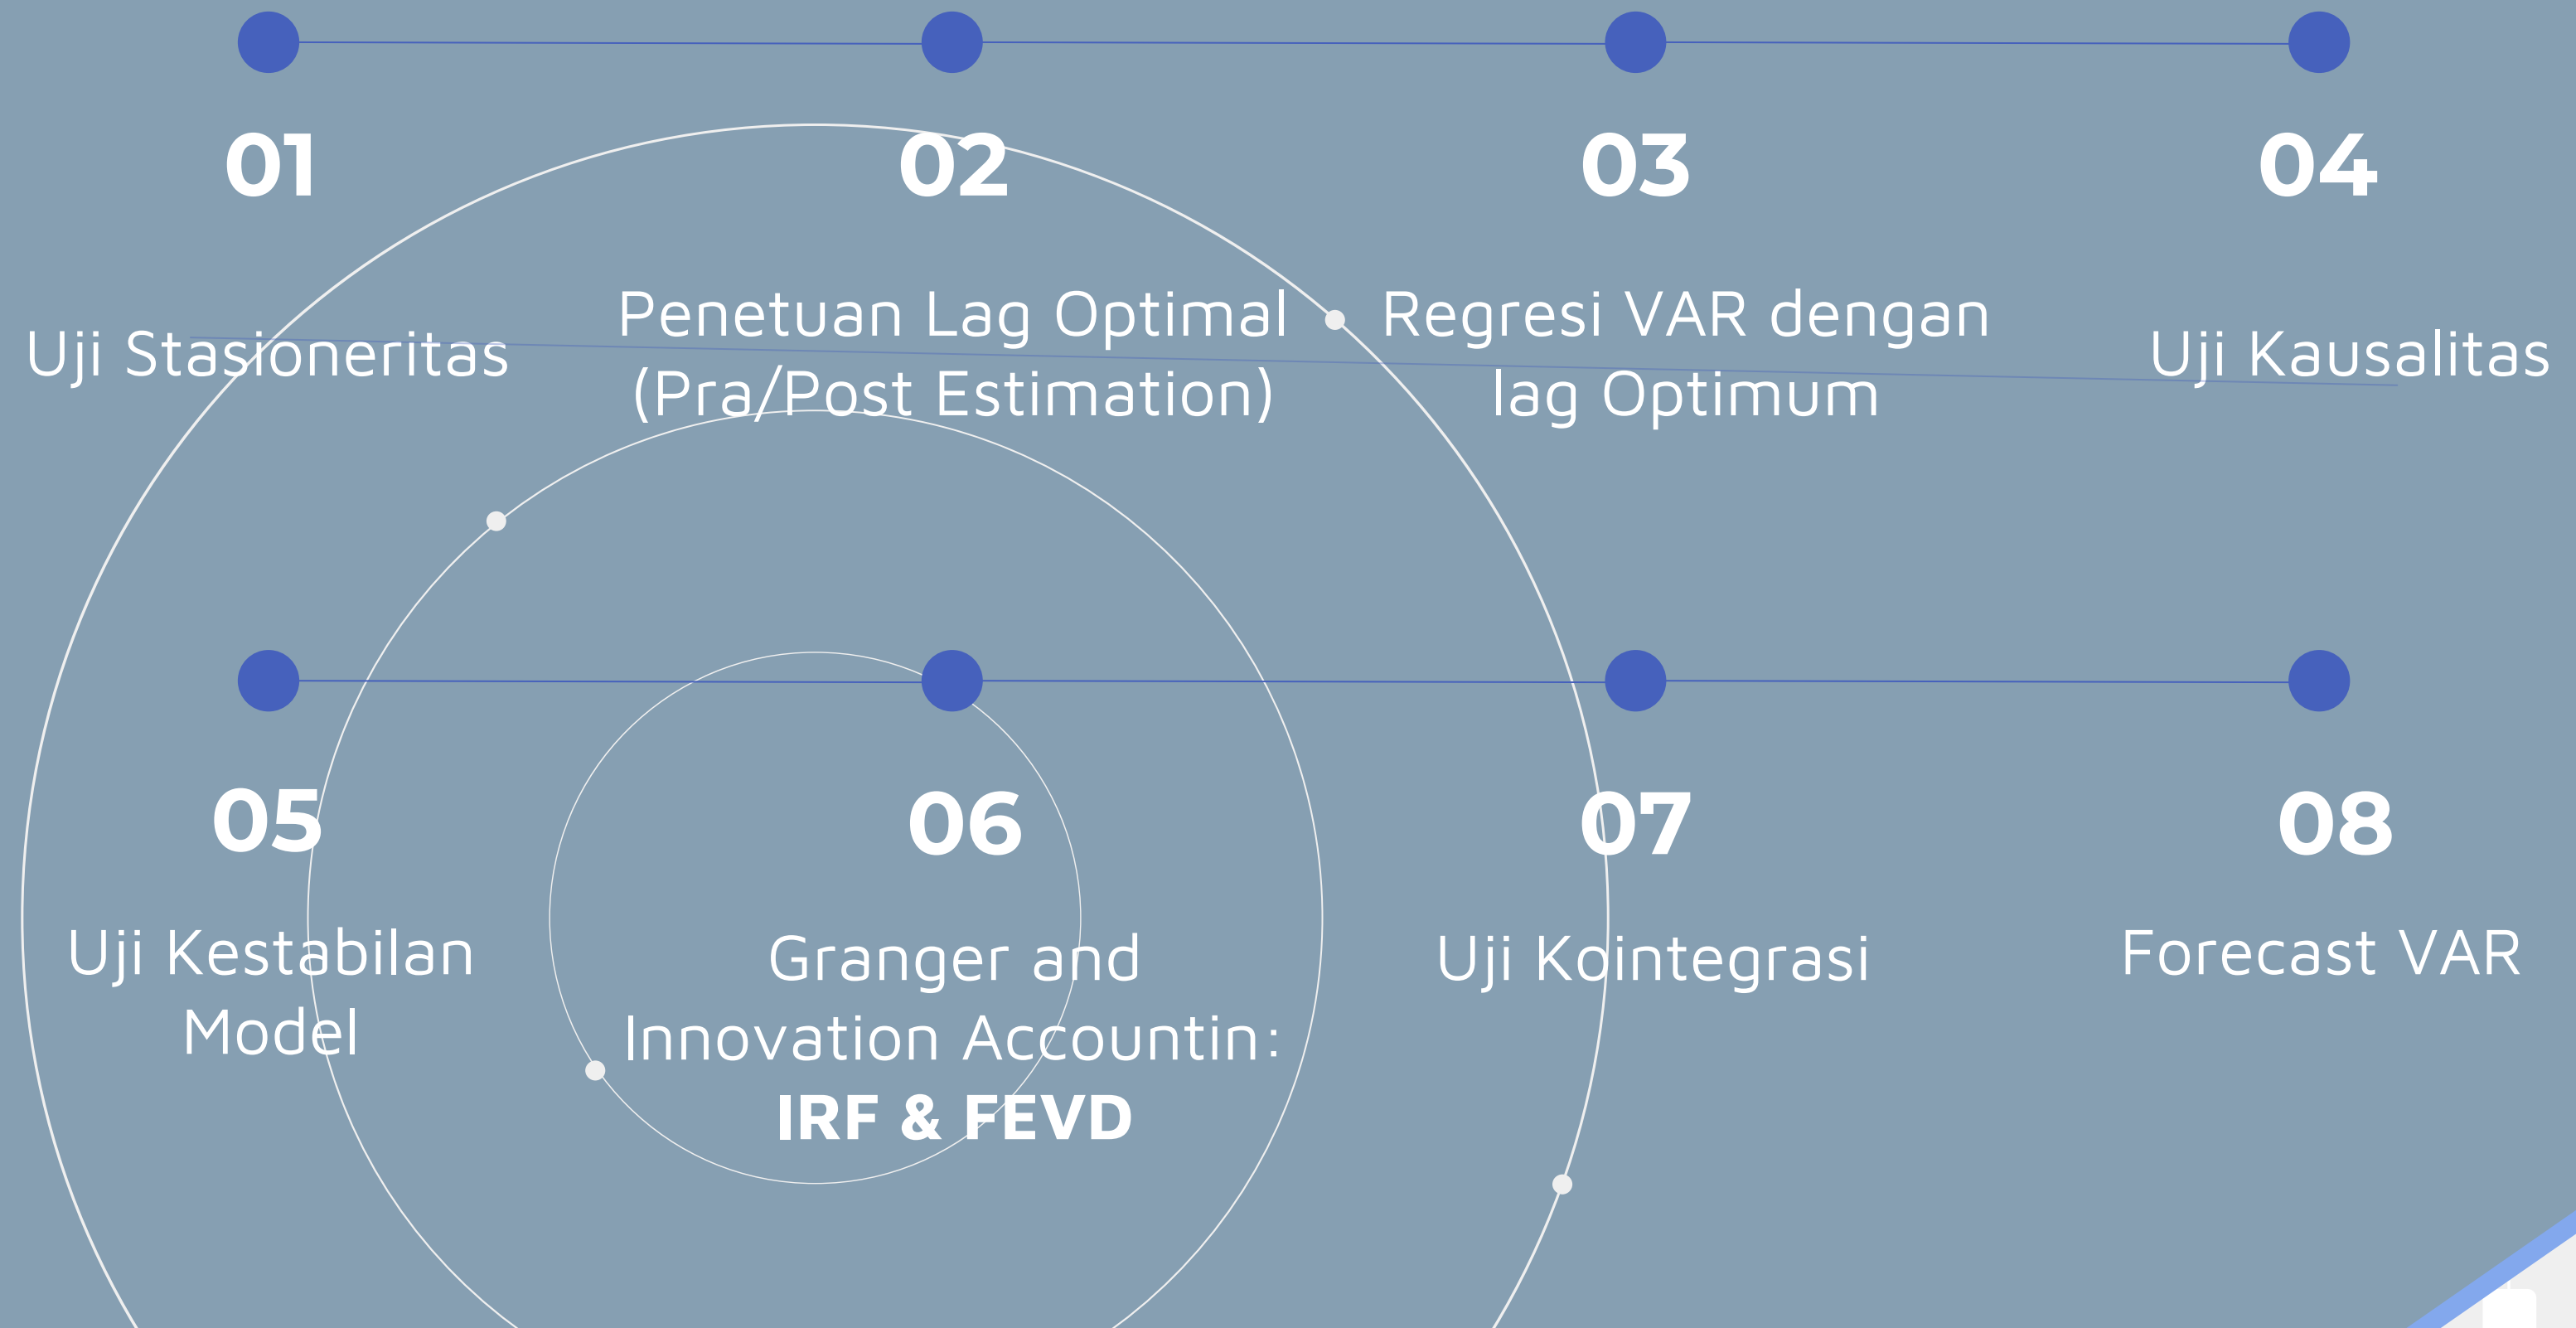 01
Uji Stasioneritas
02
Penetuan Lag Optimal
(Pra/Post Estimation)
03
Regresi VAR dengan
lag Optimum
04
Uji Kausalitas
05
Uji Kestabilan
Model
06
Granger and
Innovation Accountin:
IRF & FEVD
07
Uji Kointegrasi
08
Forecast VAR